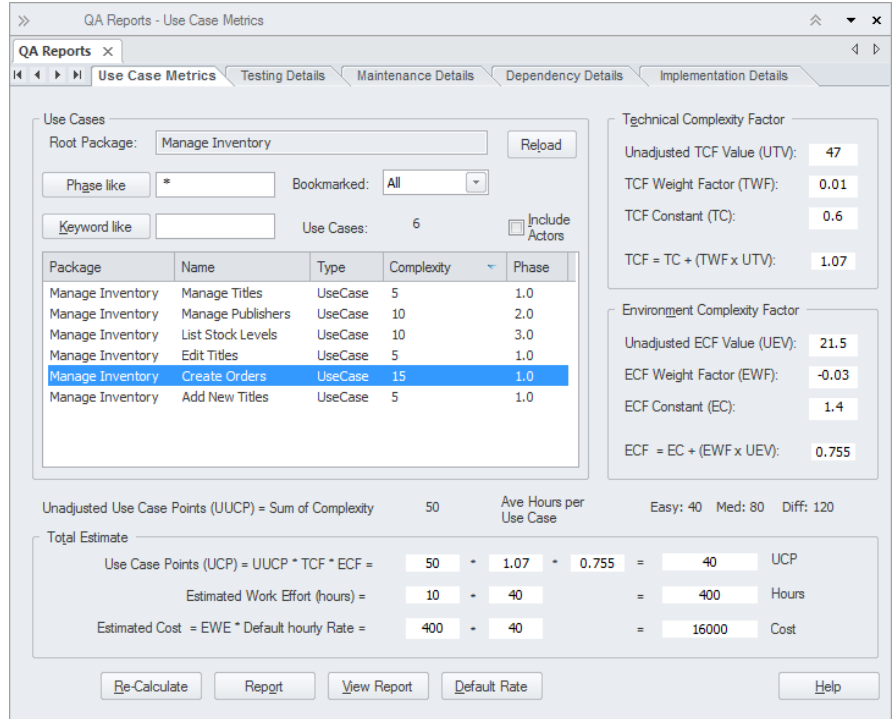 QA Reports - Use Case Metrics
QA Reports
Use Case Metrics Testing Details Maintenance Details Dependency Details Implementation Details
Use Cases
Root Package: Manage Inventory Reload
Phase like * Bookmarked: All
Keyword like Use Cases: 6 Include Actors
Package Name Type Complexity Phase
Manage Inventory Manage Titles UseCase 5 1.0
Manage Inventory Manage Publishers UseCase 10 2.0
Manage Inventory List Stock Levels UseCase 10 3.0
Manage Inventory Edit Titles UseCase 5 1.0
Manage Inventory Create Orders UseCase 15 1.0
Manage Inventory Add New Titles UseCase 5 1.0
Technical Complexity Factor
Unadjusted TCF Value (UTV): 47
TCF Weight Factor (TWF): 0.01
TCF Constant (TC): 0.6
TCF = TC + (TWF x UTV): 1.07
Environment Complexity Factor
Unadjusted ECF Value (UEV): 21.5
ECF Weight Factor (EWF): -0.03
ECF Constant (EC): 1.4
ECF = EC + (EWF x UEV): 0.755
Unadjusted Use Case Points (UUCP) = Sum of Complexity 50 Ave Hours per Use Case Easy: 40 Med: 80 Diff: 120
Total Estimate
Use Case Points (UCP) = UUCP * TCF * ECF = 50 * 1.07 * 0.755 = 40 UCP
Estimated Work Effort (hours) = 10 * 40 = 400 Hours
Estimated Cost = EWE * Default hourly Rate = 400 * 40 = 16000 Cost
Re-Calculate Report View Report Default Rate Help